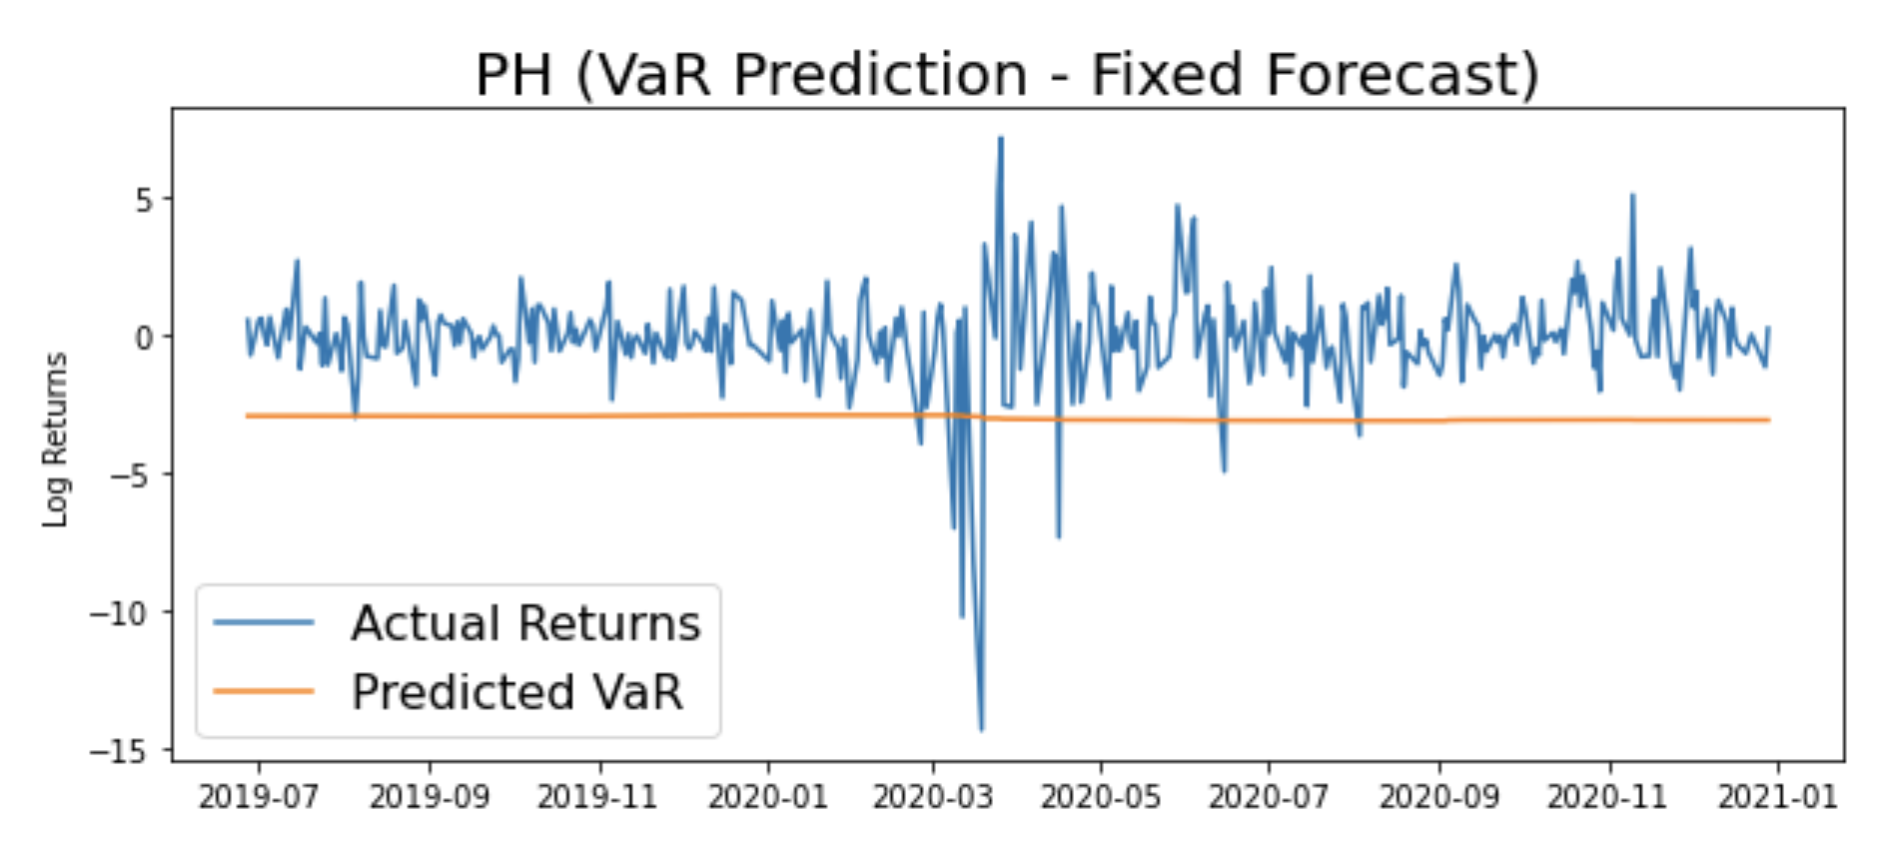 PH (VaR Prediction - Fixed Forecast)
Log Returns
5
0
−5
−10
−15
Actual Returns
Predicted VaR
2019-07 2019-09 2019-11 2020-01 2020-03 2020-05 2020-07 2020-09 2020-11 2021-01